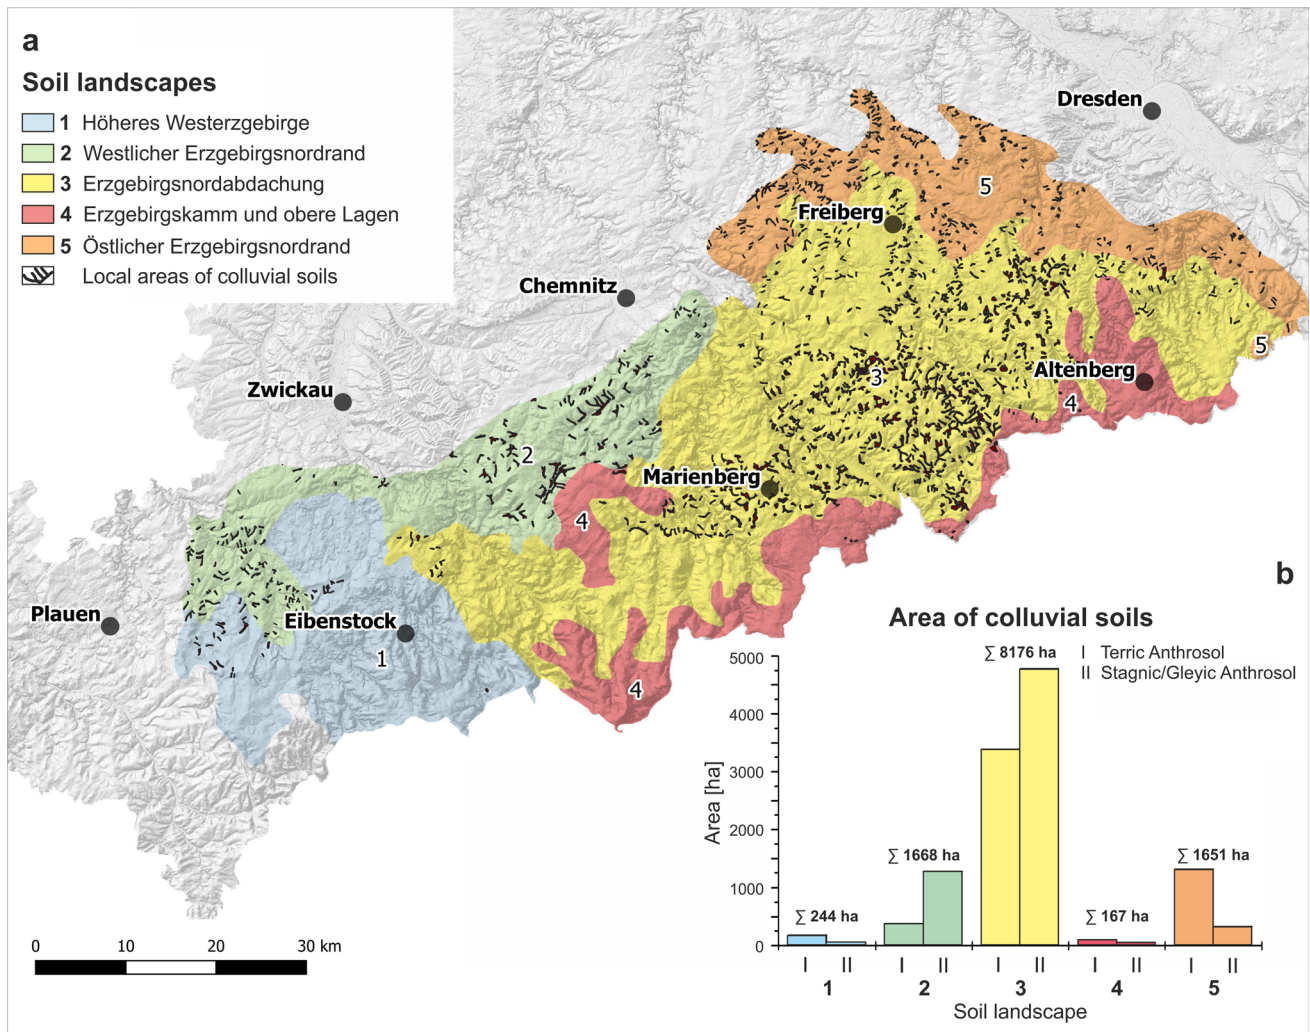 a
Soil landscapes
1 Höheres Westerzgebirge
2 Westlicher Erzgebirgsnordrand
3 Erzgebirgsnordabdachung
4 Erzgebirgskamm und obere Lagen
5 Östlicher Erzgebirgsnordrand
Local areas of colluvial soils
Dresden
5
Freiberg
Chemnitz
5
Altenberg
3
4
Zwickau
2
Marienberg
4
Plauen
Eibenstock
1
4
0 10 20 30 km
b
Area of colluvial soils
I Terric Anthrosol
II Stagnic/Gleyic Anthrosol
Area [ha]
5000
4000
3000
2000
1000
0
∑ 244 ha
∑ 1668 ha
∑ 8176 ha
∑ 167 ha
∑ 1651 ha
I II I II I II I II I II
1 2 3 4 5
Soil landscape